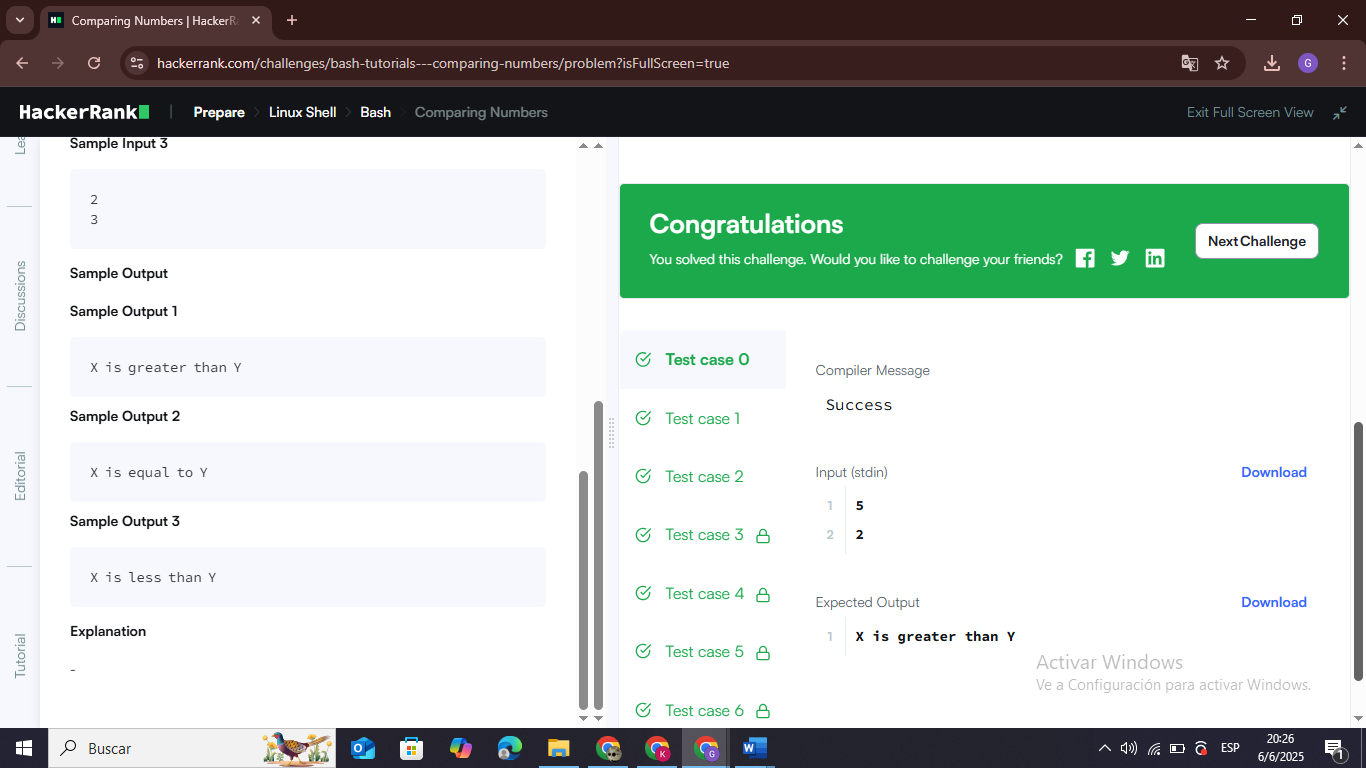 Comparing Numbers | HackerRa
hackerrank.com/challenges/bash-tutorials---comparing-numbers/problem?isFullScreen=true
G
HackerRank
Prepare
Linux Shell
Bash
Comparing Numbers
Exit Full Screen View
Discussions
Editorial
Tutorial
Sample Input 3
2
3
Sample Output
Sample Output 1
X is greater than Y
Sample Output 2
X is equal to Y
Sample Output 3
X is less than Y
Explanation
-
Congratulations
You solved this challenge. Would you like to challenge your friends?
Next Challenge
Test case 0
Test case 1
Test case 2
Test case 3
Test case 4
Test case 5
Test case 6
Compiler Message
Success
Input (stdin)
Download
1 5
2 2
Expected Output
Download
1 X is greater than Y
Activar Windows
Ve a Configuración para activar Windows.
Buscar
ESP
20:26
6/6/2025
1